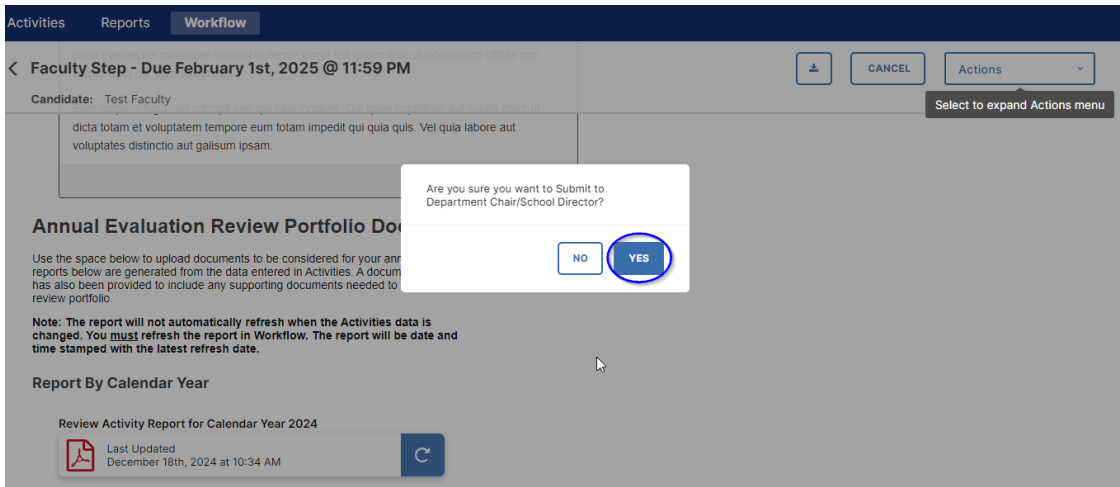 Activities Reports Workflow
Faculty Step - Due February 1st, 2025 @ 11:59 PM
CANCEL
Actions
Candidate: Test Faculty
Select to expand Actions menu
dicta totam et voluptatem tempore eum totam impedit qui quia quis. Vel quia labore aut
voluptates distinctio aut galisum ipsam.
Are you sure you want to Submit to
Department Chair/School Director?
NO
YES
Annual Evaluation Review Portfolio Do
Use the space below to upload documents to be considered for your ann
reports below are generated from the data entered in Activities. A docum
has also been provided to include any supporting documents needed to
review portfolio.
Note: The report will not automatically refresh when the Activities data is
changed. You must refresh the report in Workflow. The report will be date and
time stamped with the latest refresh date.
Report By Calendar Year
Review Activity Report for Calendar Year 2024
Last Updated
December 18th, 2024 at 10:34 AM